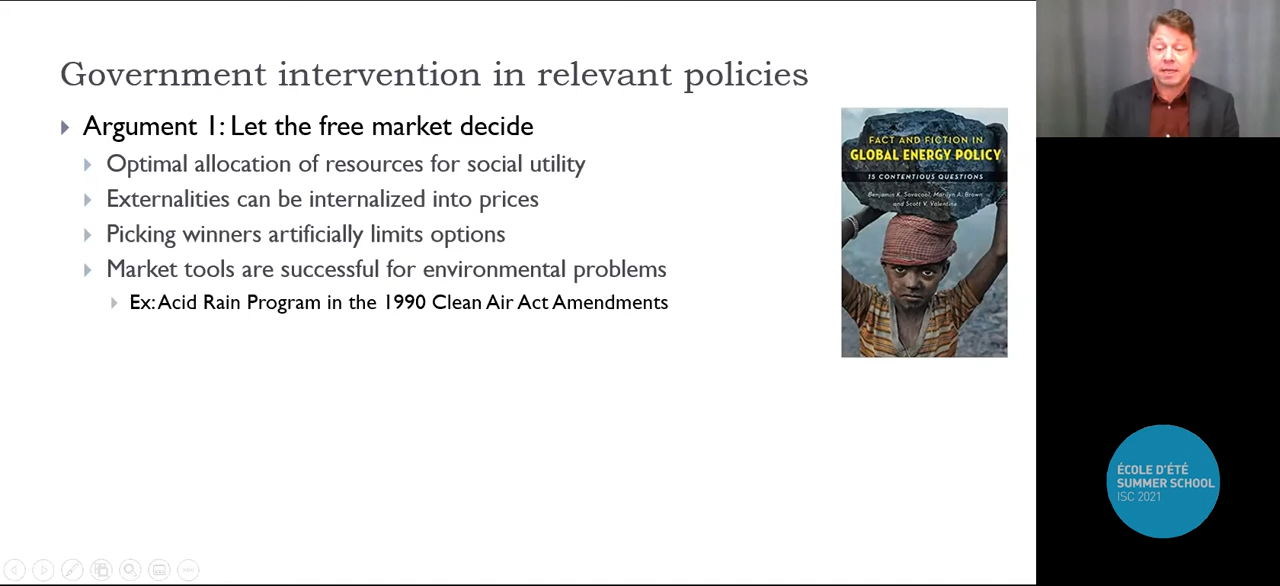 Government intervention in relevant policies
Argument 1: Let the free market decide
Optimal allocation of resources for social utility
Externalities can be internalized into prices
Picking winners artificially limits options
Market tools are successful for environmental problems
Ex: Acid Rain Program in the 1990 Clean Air Act Amendments
FACT AND FICTION IN
GLOBAL ENERGY POLICY
15 CONTENTIOUS QUESTIONS
Benjamin K. Sovacool, Marilyn A. Brown
and Scott V. Valentine
ÉCOLE D'ÉTÉ
SUMMER SCHOOL
ISC 2021